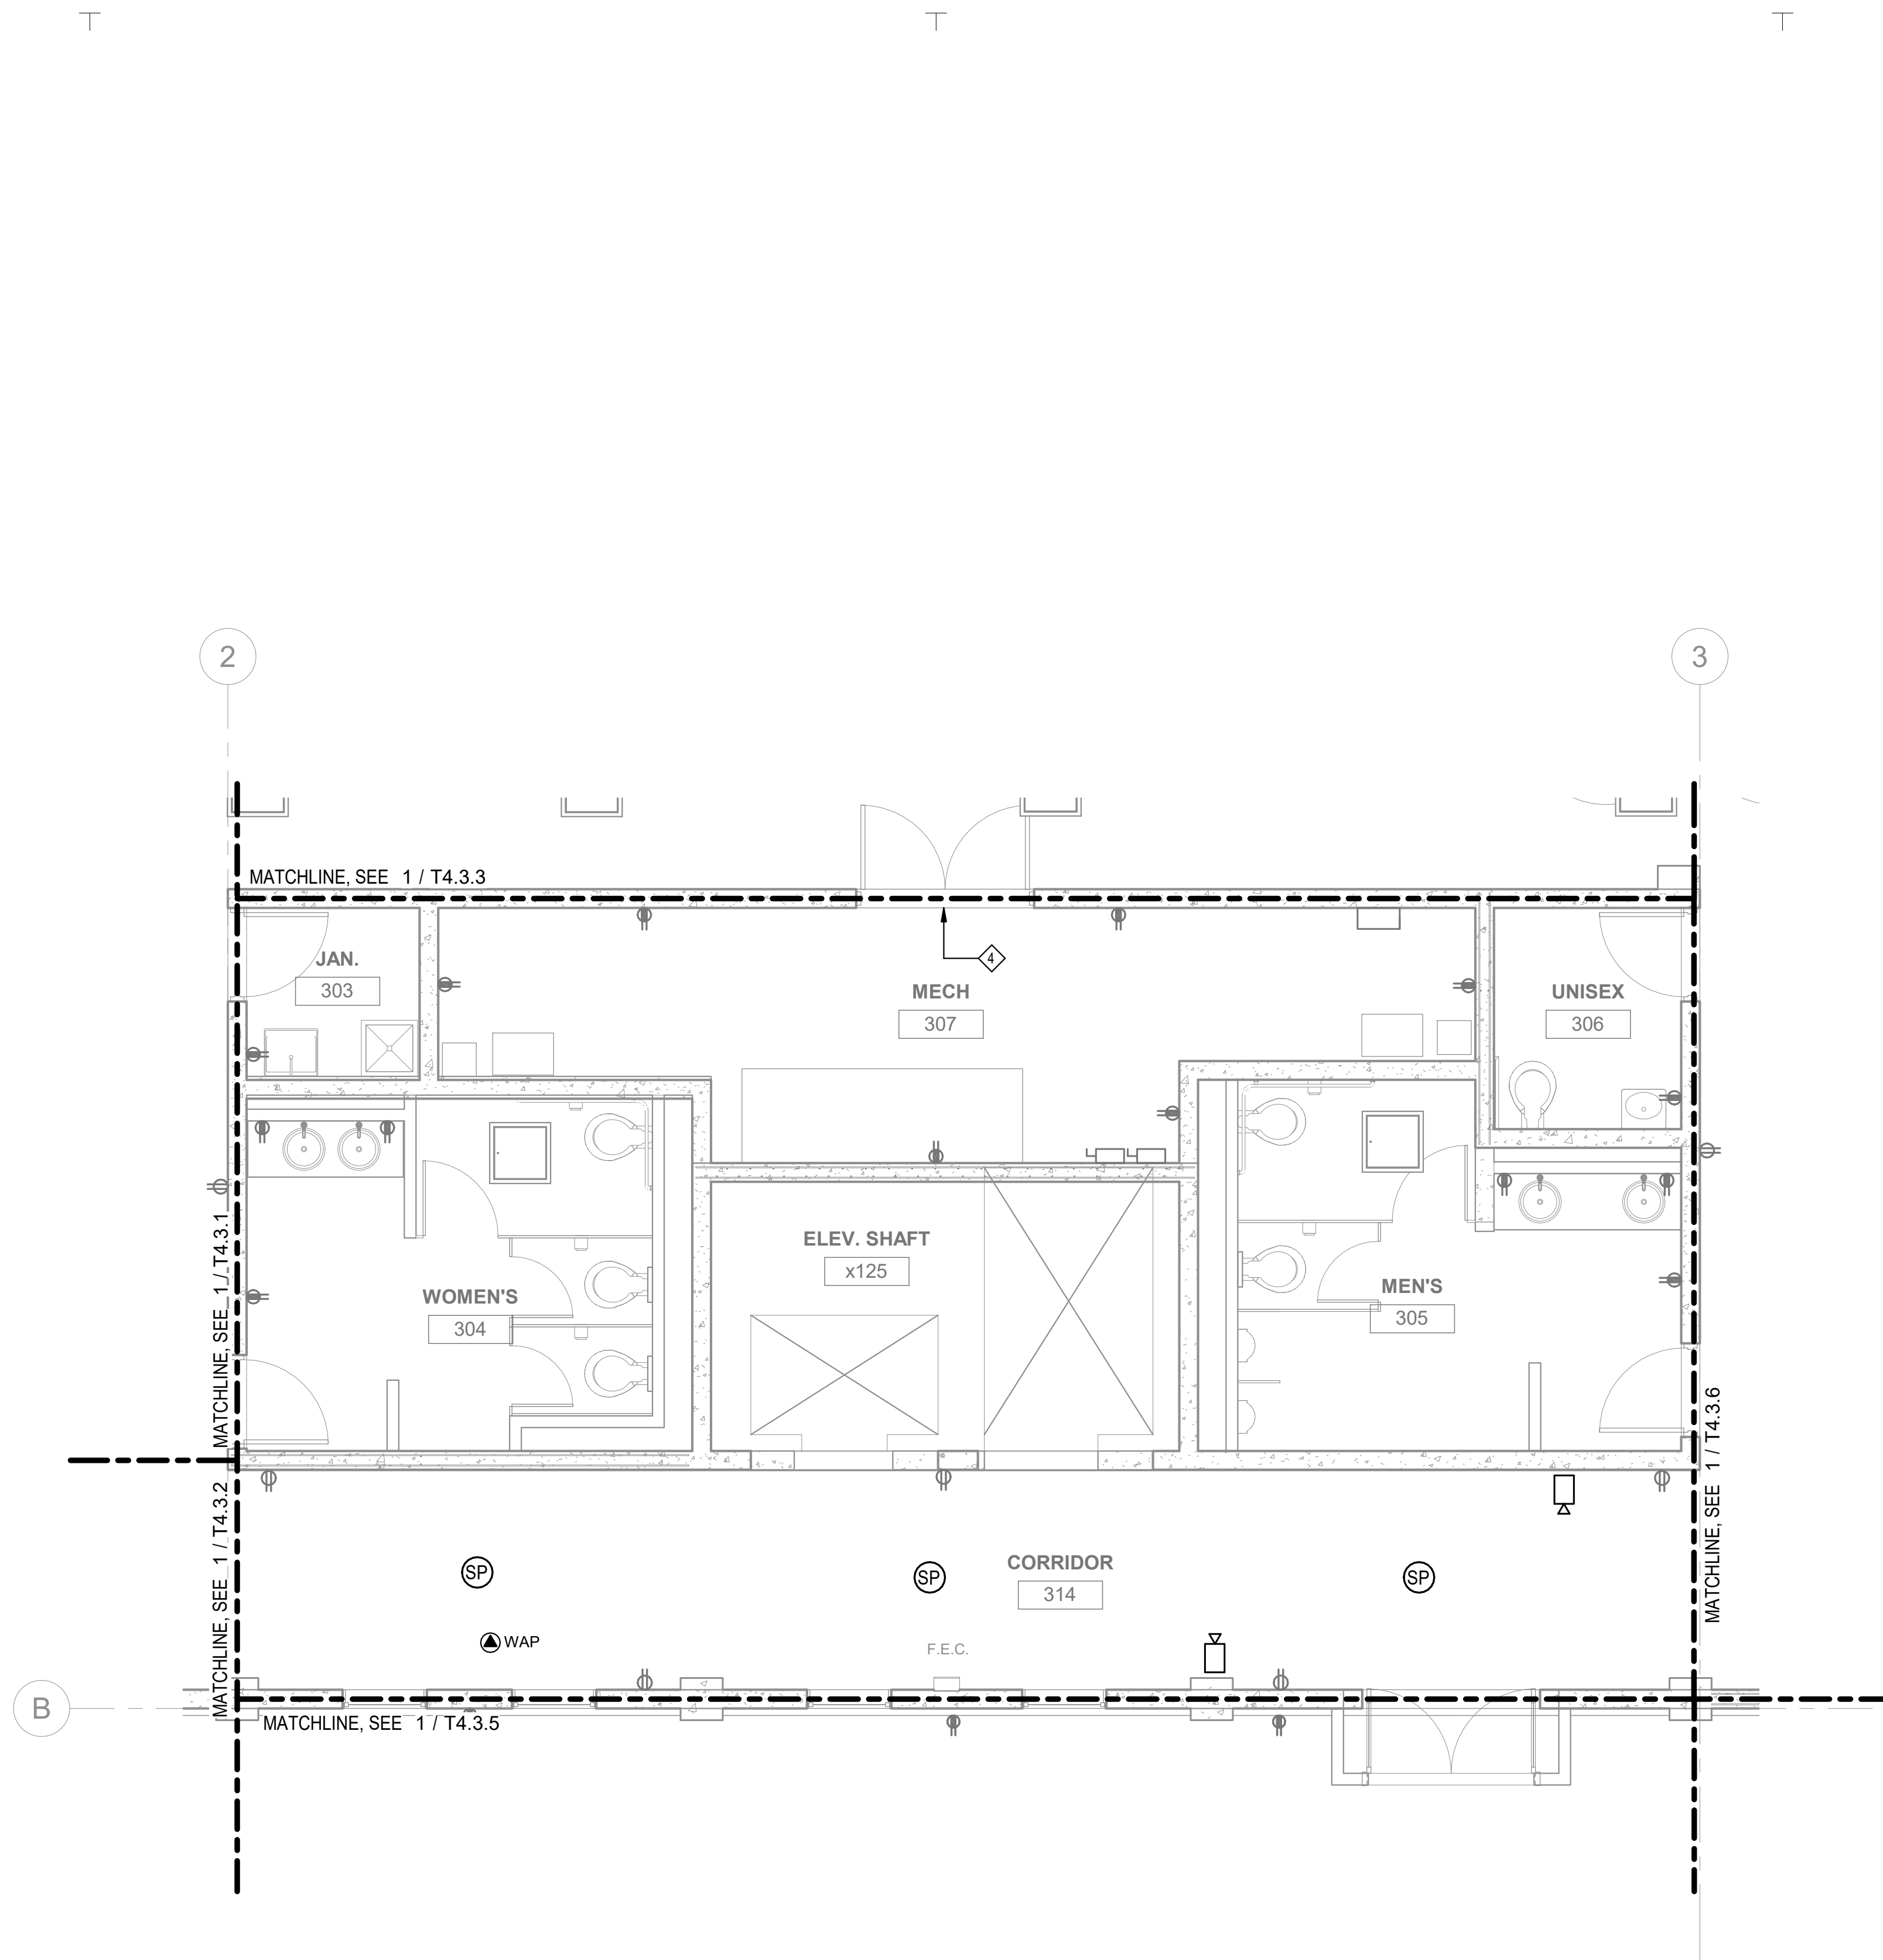 2
3
MATCHLINE, SEE 1 / T4.3.3
JAN.
303
4
MECH
307
UNISEX
306
MATCHLINE, SEE 1 / T4.3.1
ELEV. SHAFT
x125
WOMEN'S
304
MEN'S
305
MATCHLINE, SEE 1 / T4.3.6
MATCHLINE, SEE 1 / T4.3.2
SP
SP
CORRIDOR
314
SP
WAP
F.E.C.
B
MATCHLINE, SEE 1 / T4.3.5